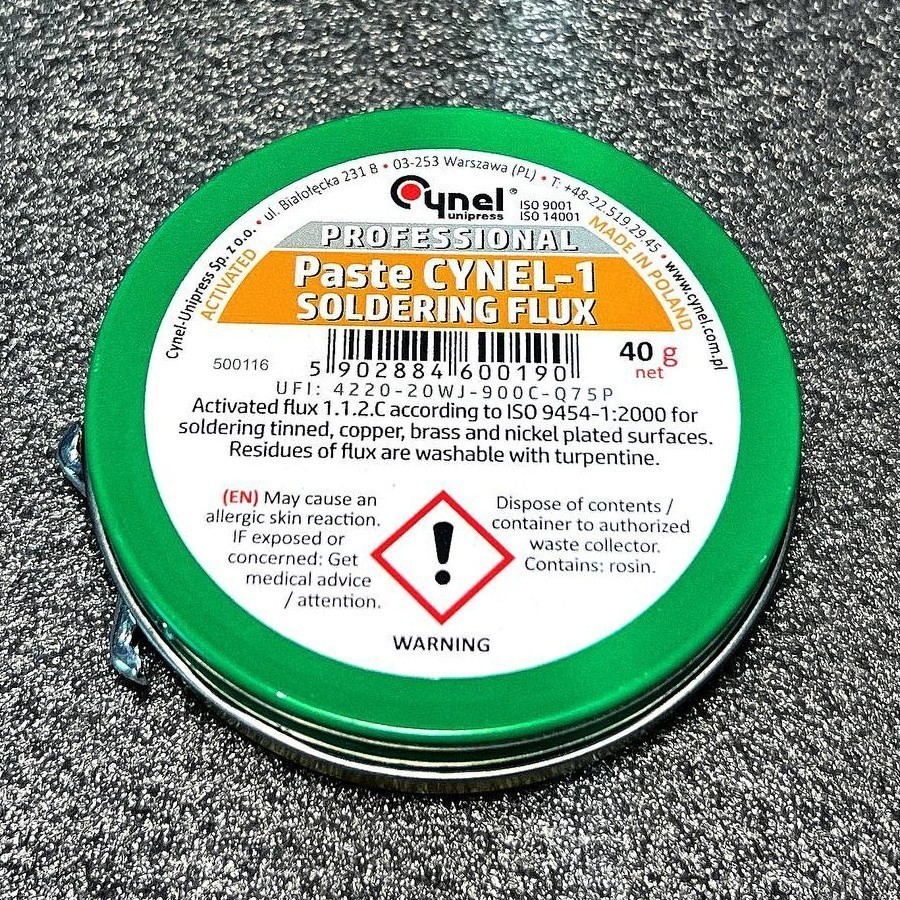 Cynel-Unipress Sp. z o.o. • ul. Białołęcka 231 B • 03-253 Warszawa (PL) • T: +48-22.519.29.45 • www.cynel.com.pl
Cynel®
unipress
ISO 9001
ISO 14001
PROFESSIONAL
ACTIVATED
MADE IN POLAND
Paste CYNEL-1
SOLDERING FLUX
500116
5 902884 600190
40 g
net
UFI: 4220-20WJ-900C-Q75P
Activated flux 1.1.2.C according to ISO 9454-1:2000 for
soldering tinned, copper, brass and nickel plated surfaces.
Residues of flux are washable with turpentine.
(EN) May cause an
allergic skin reaction.
IF exposed or
concerned: Get
medical advice
/ attention.
Dispose of contents /
container to authorized
waste collector.
Contains: rosin.
WARNING